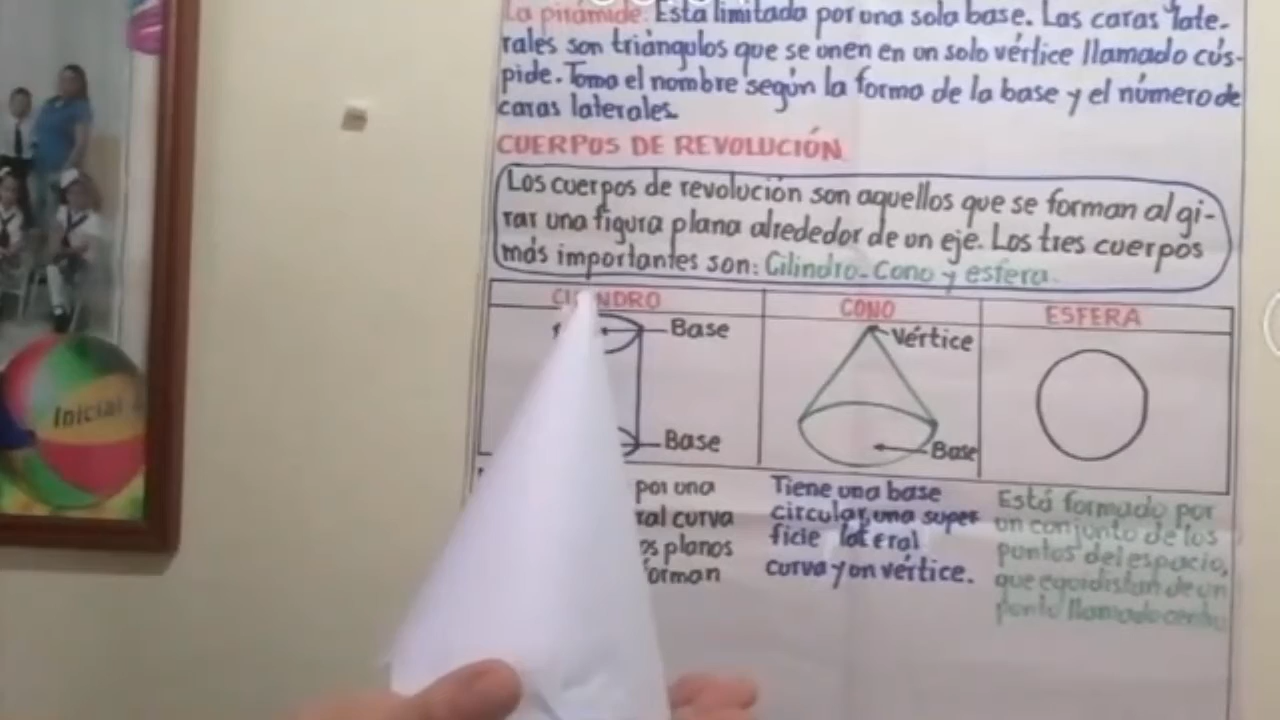 La pirámide: Esta limitada por una sola base. Las caras late-
rales son triángulos que se unen en un solo vértice llamado cús-
pide. Toma el nombre según la forma de la base y el número de
caras laterales.
CUERPOS DE REVOLUCIÓN
Los cuerpos de revolución son aquellos que se forman al gi-
rar una figura plana alrededor de un eje. Los tres cuerpos
más importantes son: Cilindro-Cono y esfera.
CONO
ESFERA
Base
Vértice
Base
Base
por una
curva
planos
Tiene una base
circular, una super
ficie lateral
curva y un vértice.
Está formado por
un conjunto de los
puntos del espacio,
que equidistan de un
punto llamado centro
Inicial